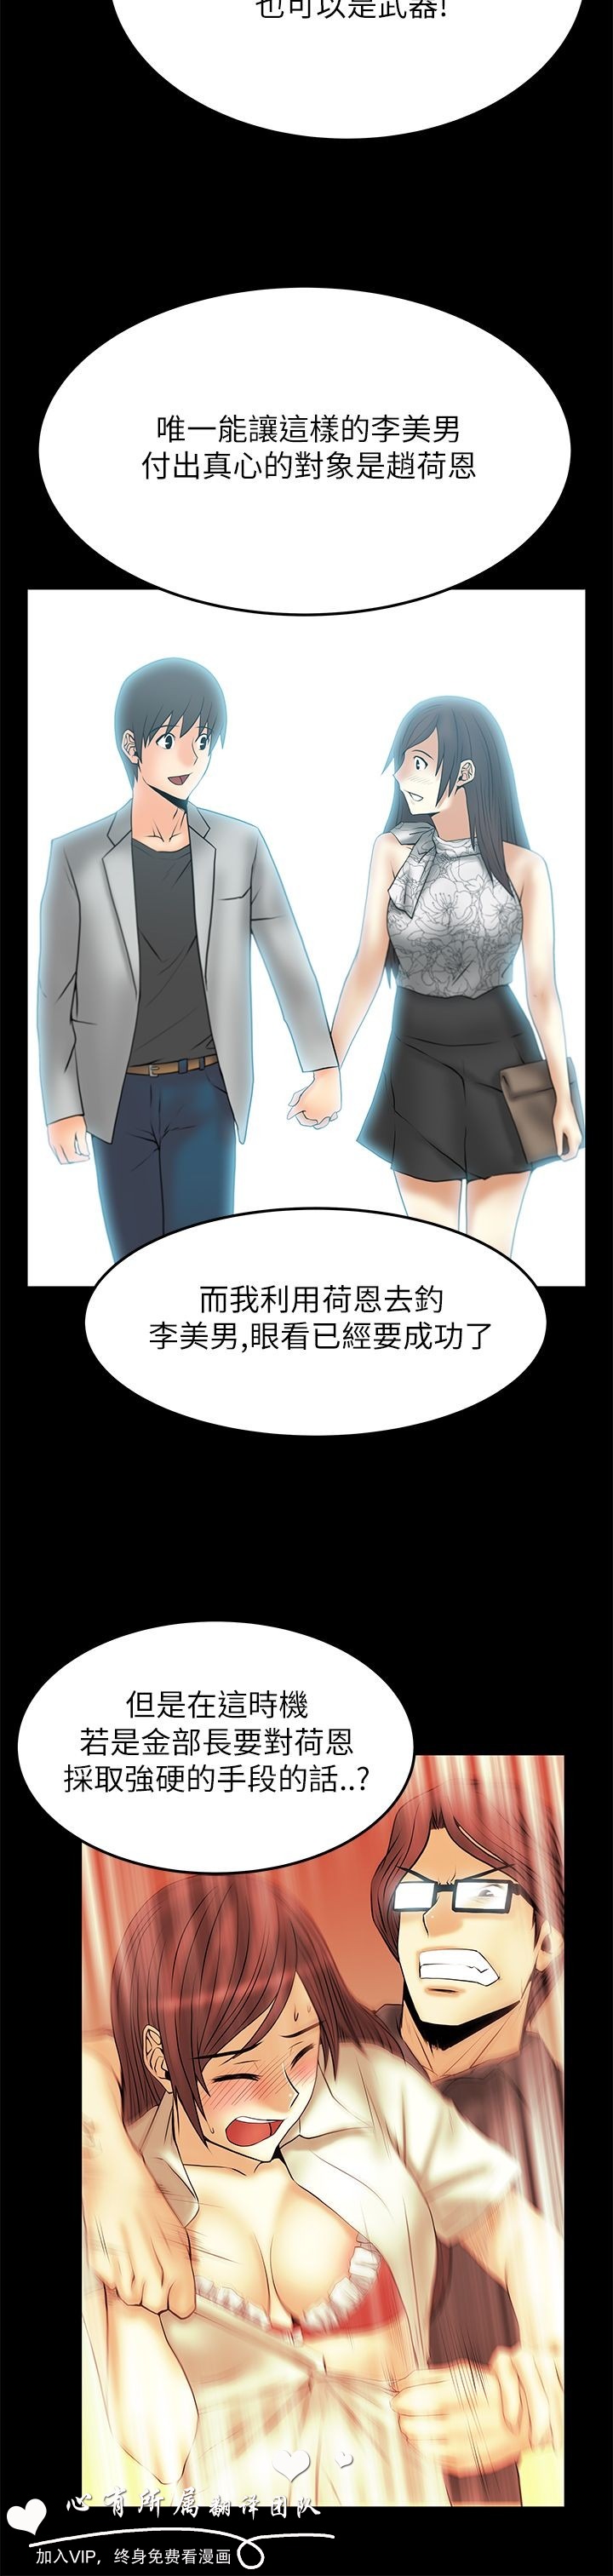 也可以是武器!
唯一能讓這樣的李美男
付出真心的對象是趙荷恩
而我利用荷恩去釣
李美男,眼看已經要成功了
但是在這時機
若是金部長要對荷恩
採取強硬的手段的話..?
心有所属翻译团队
加入VIP，终身免费看漫画